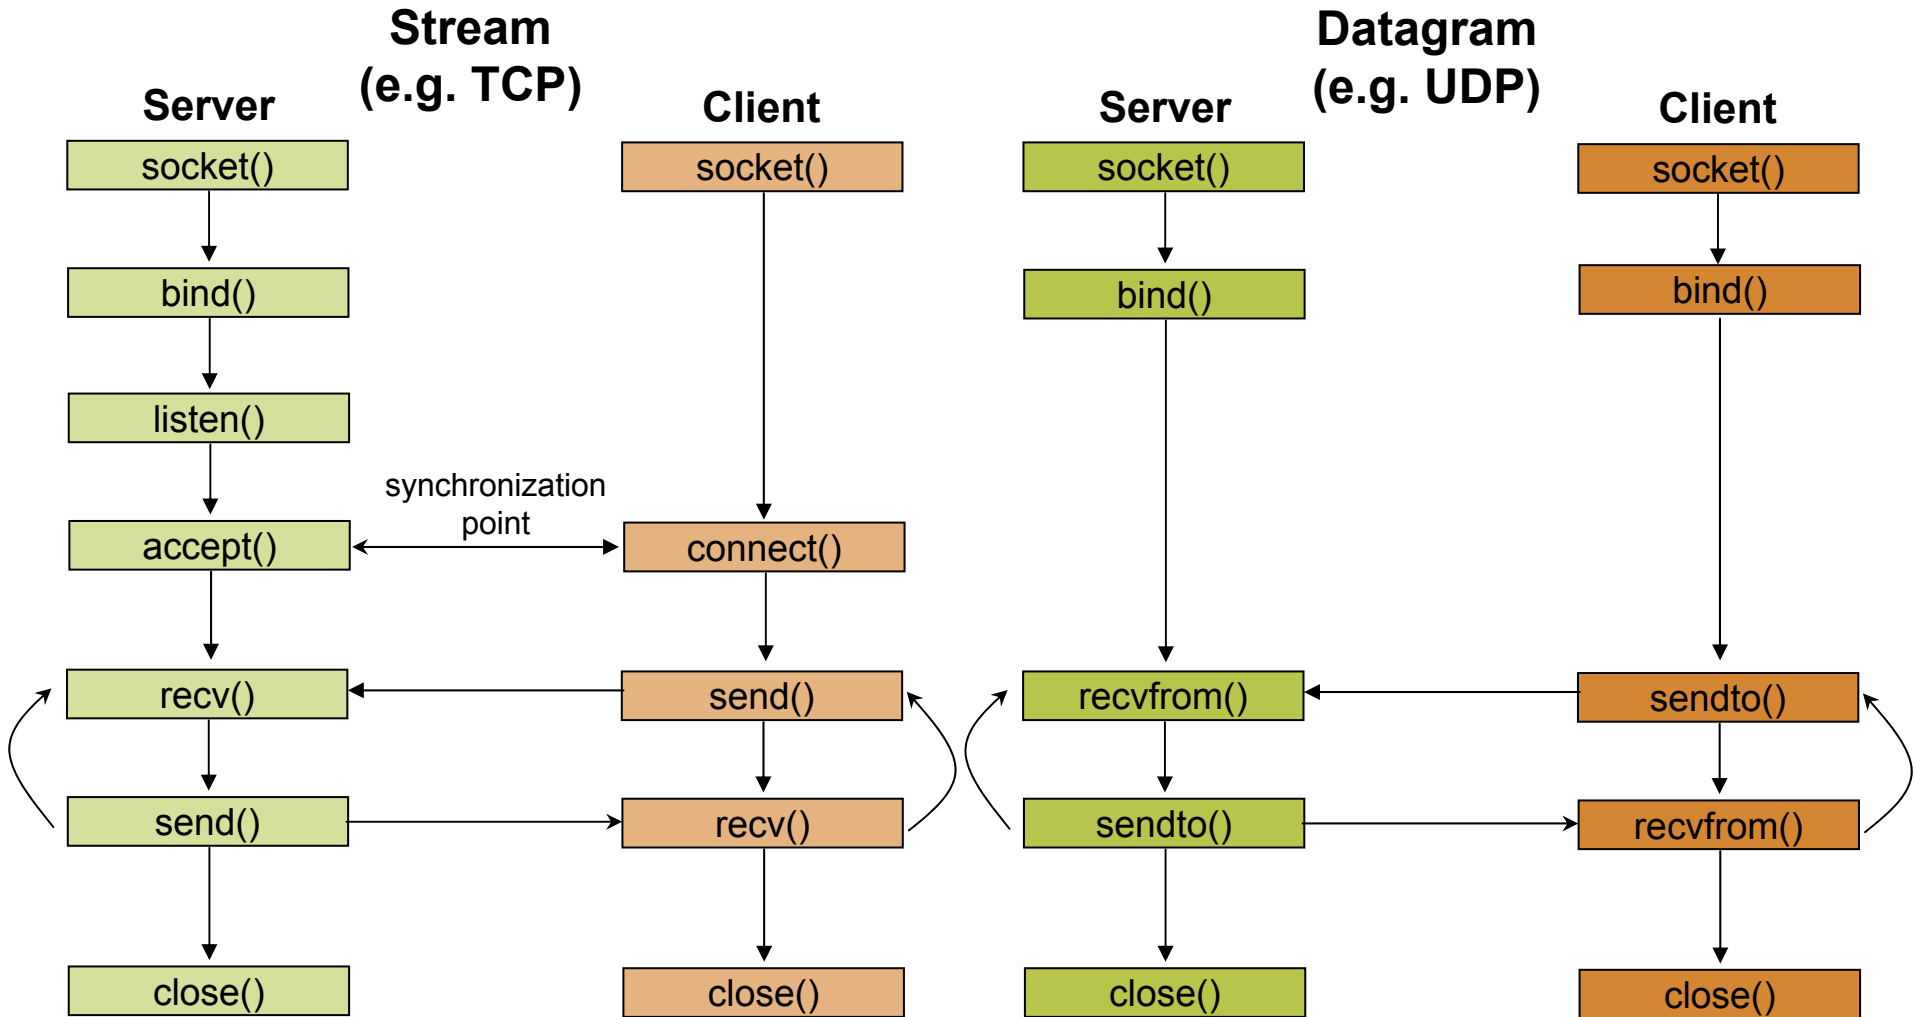 Stream
(e.g. TCP)
Server
Client
socket()
bind()
listen()
accept()
recv()
send()
close()
synchronization
point
socket()
connect()
send()
recv()
close()
Datagram
(e.g. UDP)
Server
Client
socket()
bind()
recvfrom()
sendto()
close()
socket()
bind()
sendto()
recvfrom()
close()